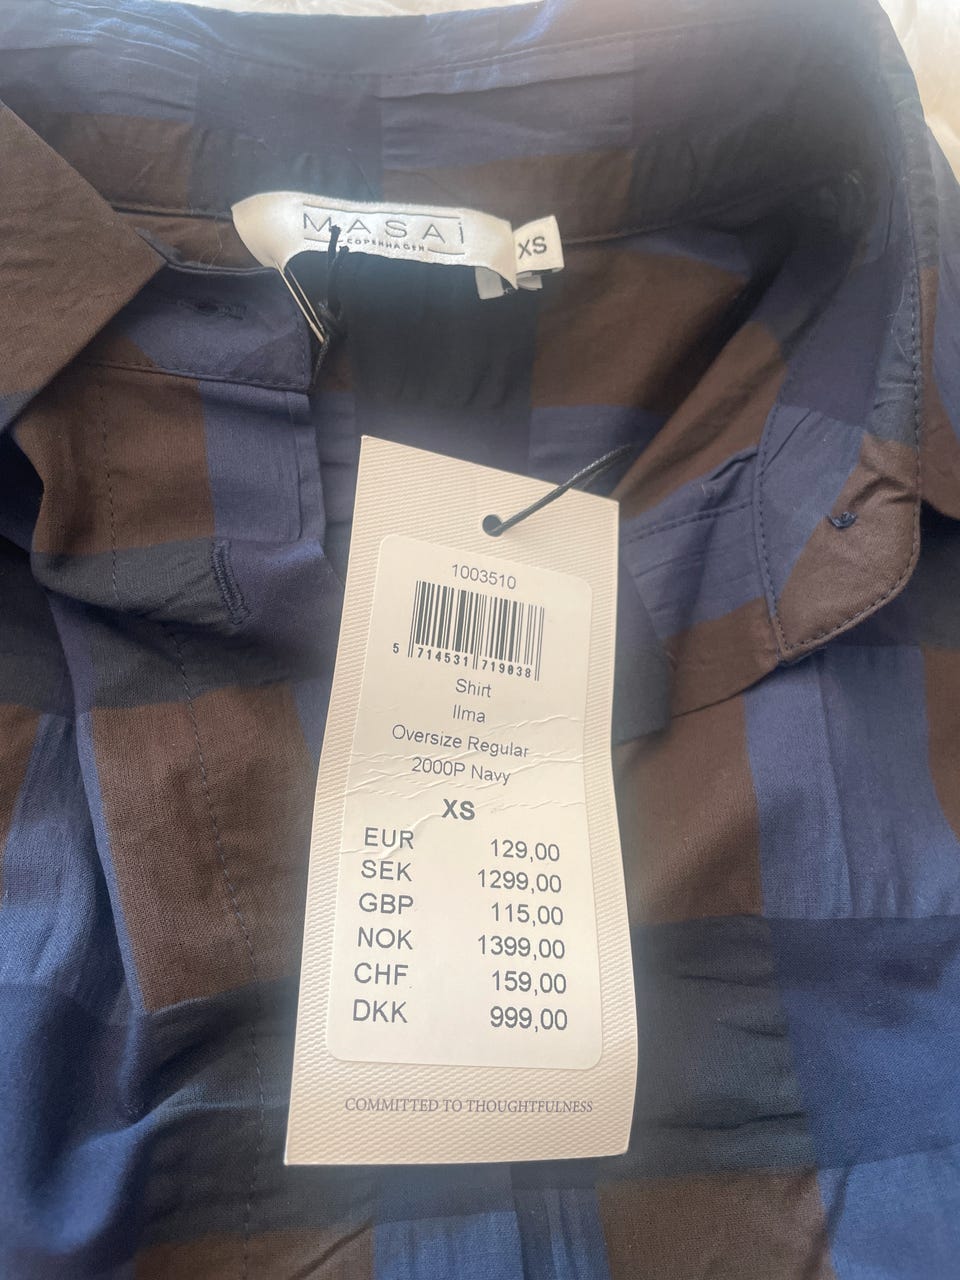 MASAi
COPENHAGEN
XS
1003510
5 714531 719038
Shirt
Ilma
Oversize Regular
2000P Navy
XS
EUR 129,00
SEK 1299,00
GBP 115,00
NOK 1399,00
CHF 159,00
DKK 999,00
COMMITTED TO THOUGHTFULNESS